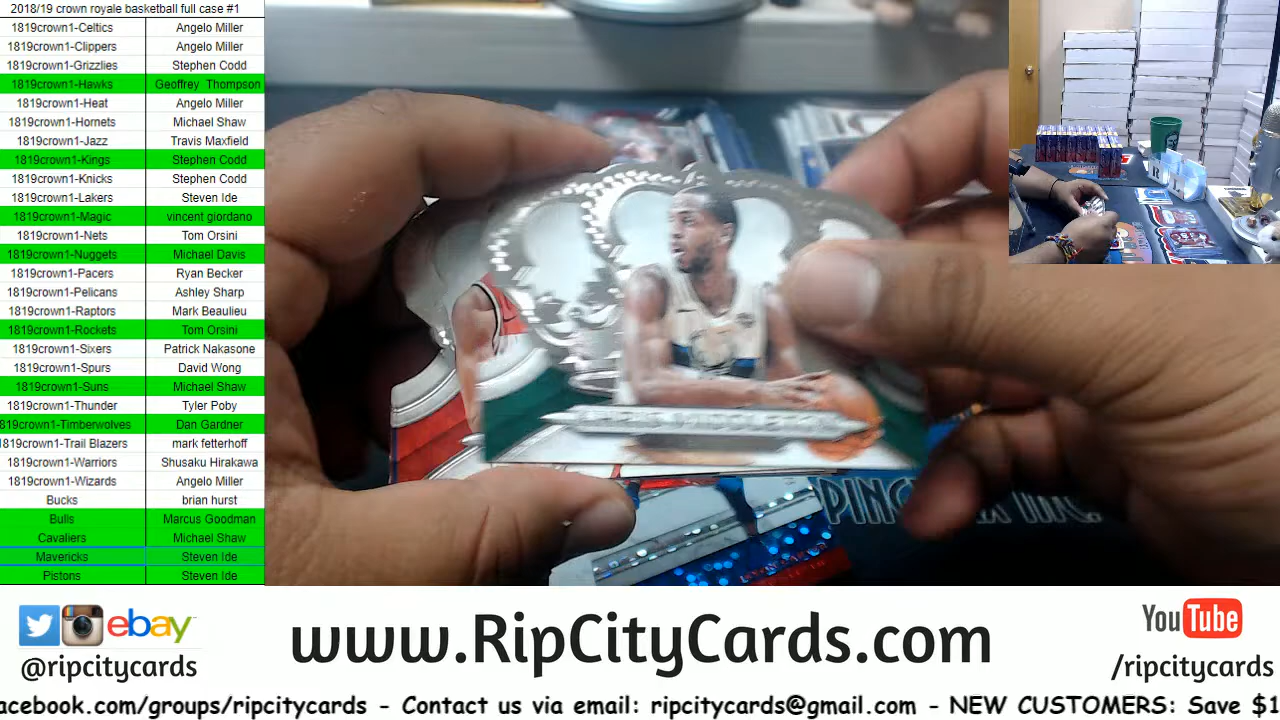 2018/19 crown royale basketball full case #1
1819crown1-Celtics Angelo Miller
1819crown1-Clippers Angelo Miller
1819crown1-Grizzlies Stephen Codd
1819crown1-Hawks Geoffrey Thompson
1819crown1-Heat Angelo Miller
1819crown1-Hornets Michael Shaw
1819crown1-Jazz Travis Maxfield
1819crown1-Kings Stephen Codd
1819crown1-Knicks Stephen Codd
1819crown1-Lakers Steven Ide
1819crown1-Magic vincent giordano
1819crown1-Nets Tom Orsini
1819crown1-Nuggets Michael Davis
1819crown1-Pacers Ryan Becker
1819crown1-Pelicans Ashley Sharp
1819crown1-Raptors Mark Beaulieu
1819crown1-Rockets Tom Orsini
1819crown1-Sixers Patrick Nakasone
1819crown1-Spurs David Wong
1819crown1-Suns Michael Shaw
1819crown1-Thunder Tyler Poby
1819crown1-Timberwolves Dan Gardner
1819crown1-Trail Blazers mark fetterhoff
1819crown1-Warriors Shusaku Hirakawa
1819crown1-Wizards Angelo Miller
Bucks brian hurst
Bulls Marcus Goodman
Cavaliers Michael Shaw
Mavericks Steven Ide
Pistons Steven Ide
ebay
@ripcitycards
www.RipCityCards.com
YouTube
/ripcitycards
acebook.com/groups/ripcitycards - Contact us via email: ripcitycards@gmail.com - NEW CUSTOMERS: Save $1